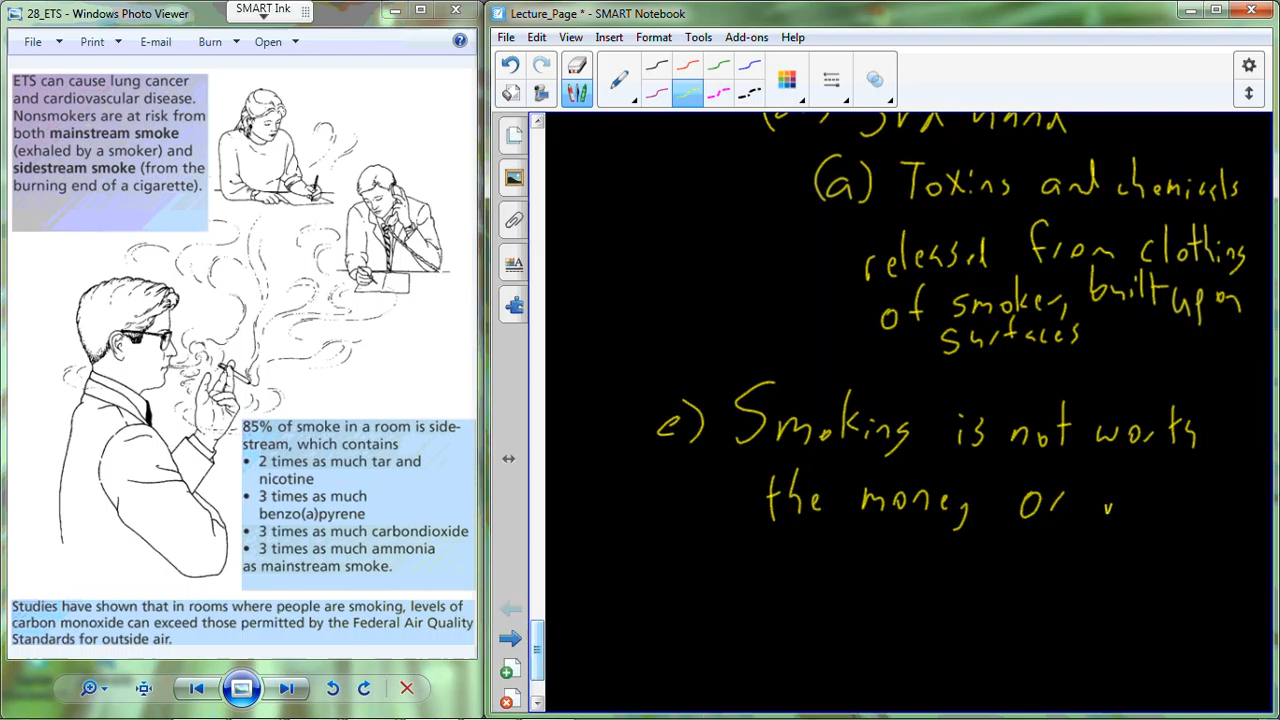 28_ETS - Windows Photo Viewer
SMART Ink
File Print E-mail Burn Open
ETS can cause lung cancer
and cardiovascular disease.
Nonsmokers are at risk from
both mainstream smoke
(exhaled by a smoker) and
sidestream smoke (from the
burning end of a cigarette).
85% of smoke in a room is side-
stream, which contains
• 2 times as much tar and
nicotine
• 3 times as much
benzo(a)pyrene
• 3 times as much carbondioxide
• 3 times as much ammonia
as mainstream smoke.
Studies have shown that in rooms where people are smoking, levels of
carbon monoxide can exceed those permitted by the Federal Air Quality
Standards for outside air.
Lecture_Page * - SMART Notebook
File Edit View Insert Format Tools Add-ons Help
3rd Hand
(a) Toxins and chemicals
released from clothing
of smoker, built up on
surfaces
e) Smoking is not worth
the money or